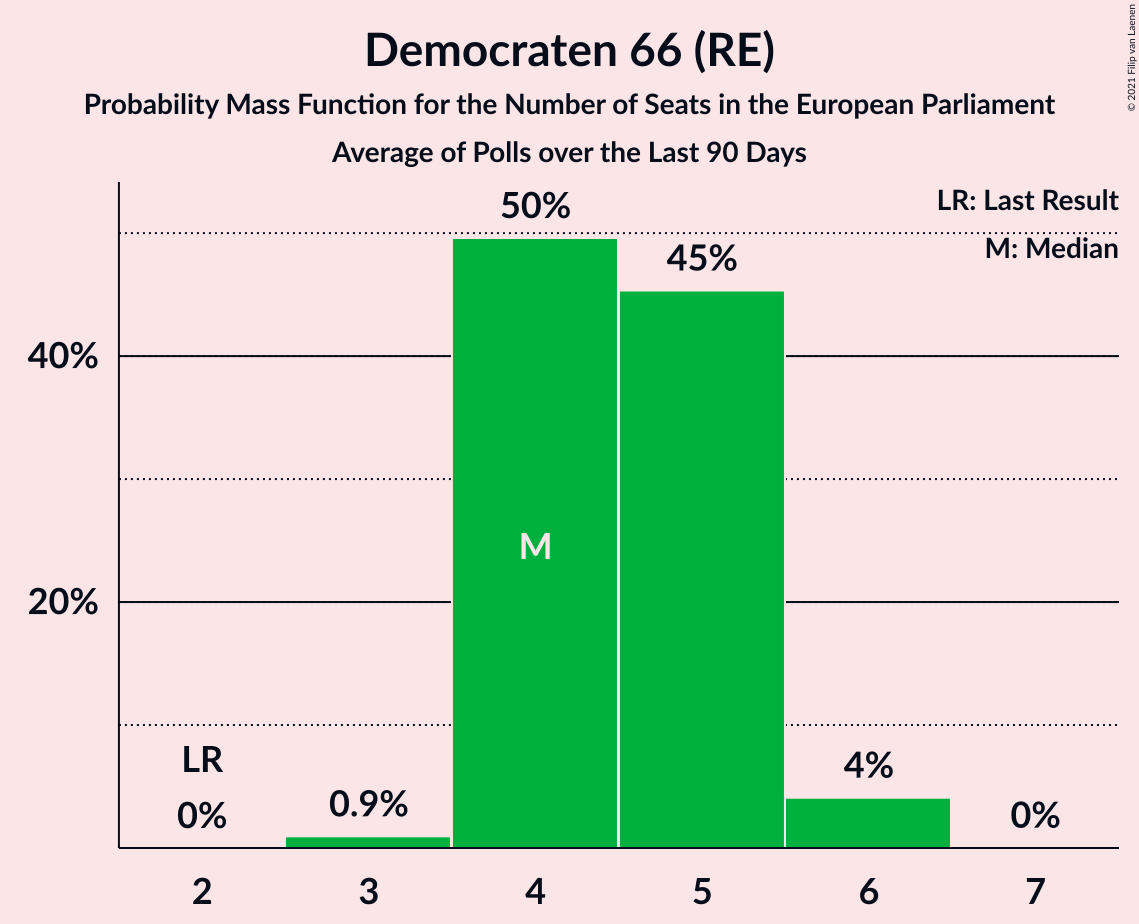 Democraten 66 (RE)
Probability Mass Function for the Number of Seats in the European Parliament
Average of Polls over the Last 90 Days
© 2021 Filip van Laenen
LR: Last Result
M: Median
50%
45%
40%
M
20%
LR
0%
0.9%
4%
0%
2 3 4 5 6 7